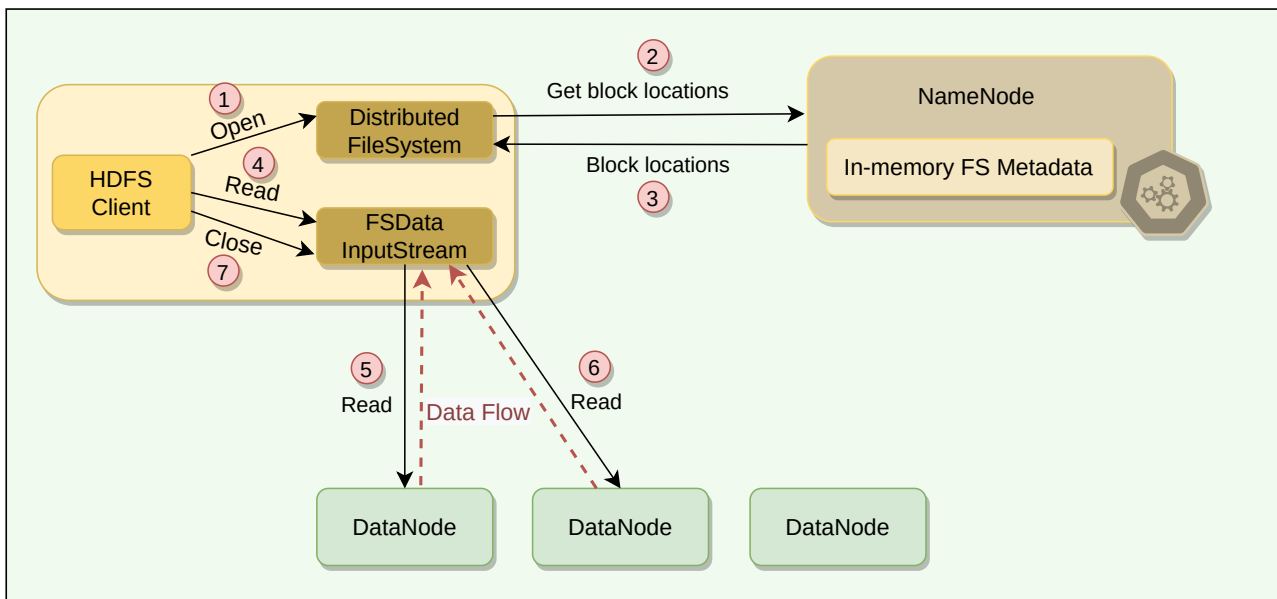 2
Get block locations
NameNode
In-memory FS Metadata
1
Open
Distributed
FileSystem
Block locations
3
HDFS
Client
4
Read
FSData
InputStream
Close
7
5
Read
Data Flow
6
Read
DataNode
DataNode
DataNode